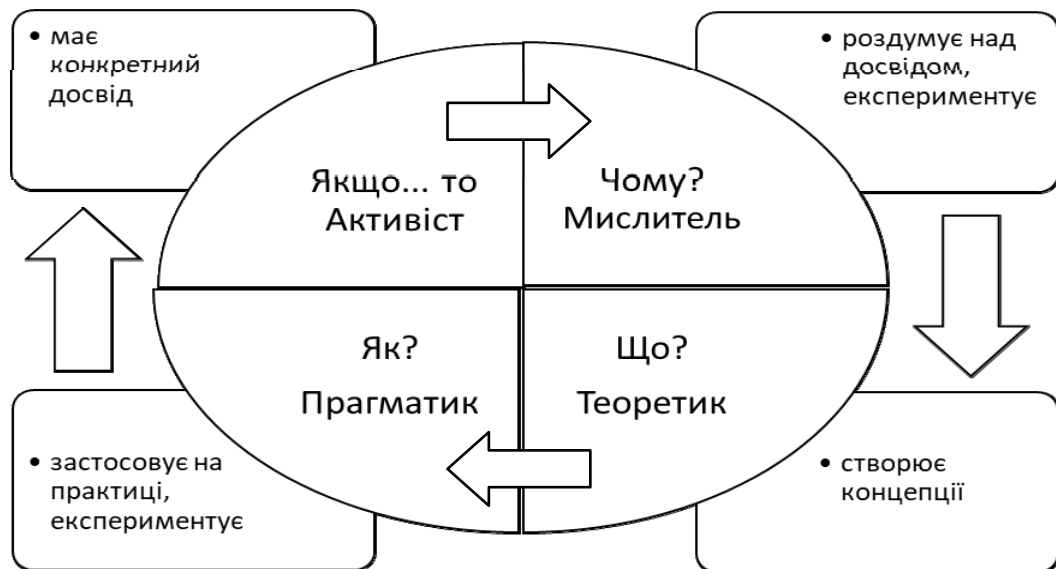 • має
конкретний
досвід
• роздумує над
досвідом,
експериментує
Якщо... то
Активіст
Чому?
Мислитель
Як?
Прагматик
Що?
Теоретик
• застосовує на
практиці,
експериментує
• створює
концепції